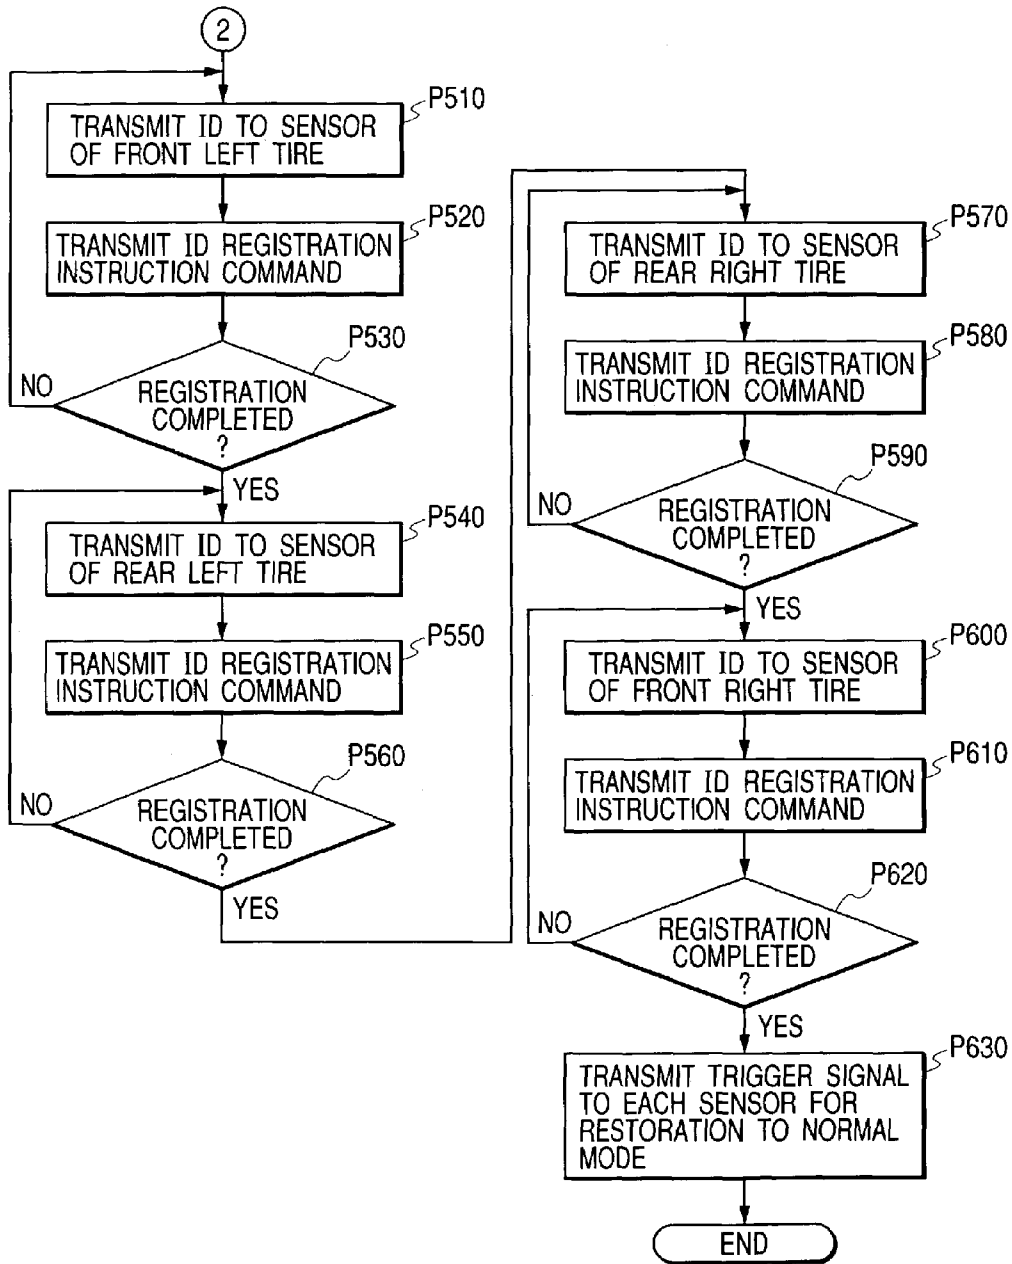 2
P510
TRANSMIT ID TO SENSOR
OF FRONT LEFT TIRE
P520
TRANSMIT ID REGISTRATION
INSTRUCTION COMMAND
P530
REGISTRATION
COMPLETED
?
NO
YES
P540
TRANSMIT ID TO SENSOR
OF REAR LEFT TIRE
P550
TRANSMIT ID REGISTRATION
INSTRUCTION COMMAND
P560
REGISTRATION
COMPLETED
?
NO
YES
P570
TRANSMIT ID TO SENSOR
OF REAR RIGHT TIRE
P580
TRANSMIT ID REGISTRATION
INSTRUCTION COMMAND
P590
REGISTRATION
COMPLETED
?
NO
YES
P600
TRANSMIT ID TO SENSOR
OF FRONT RIGHT TIRE
P610
TRANSMIT ID REGISTRATION
INSTRUCTION COMMAND
P620
REGISTRATION
COMPLETED
?
NO
YES
P630
TRANSMIT TRIGGER SIGNAL
TO EACH SENSOR FOR
RESTORATION TO NORMAL
MODE
END